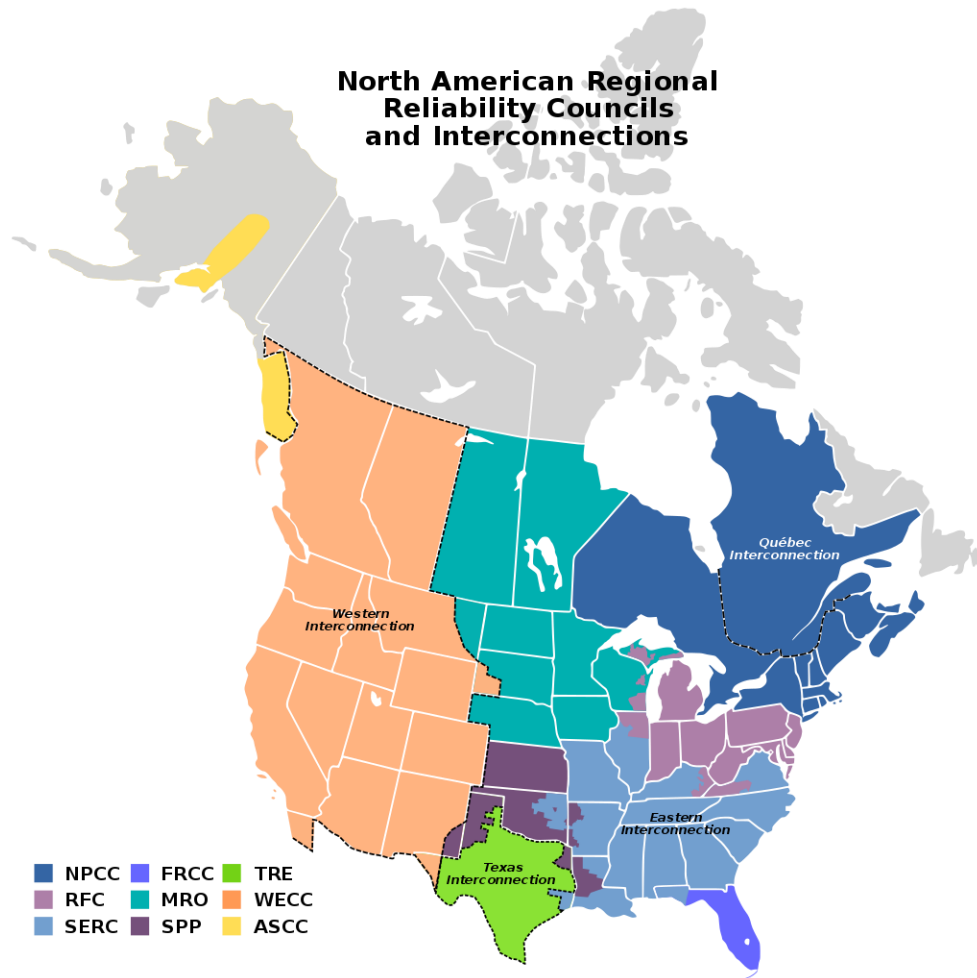 North American Regional
Reliability Councils
and Interconnections
Québec
Interconnection
Western
Interconnection
Eastern
Interconnection
Texas
Interconnection
NPCC FRCC TRE
RFC MRO WECC
SERC SPP ASCC